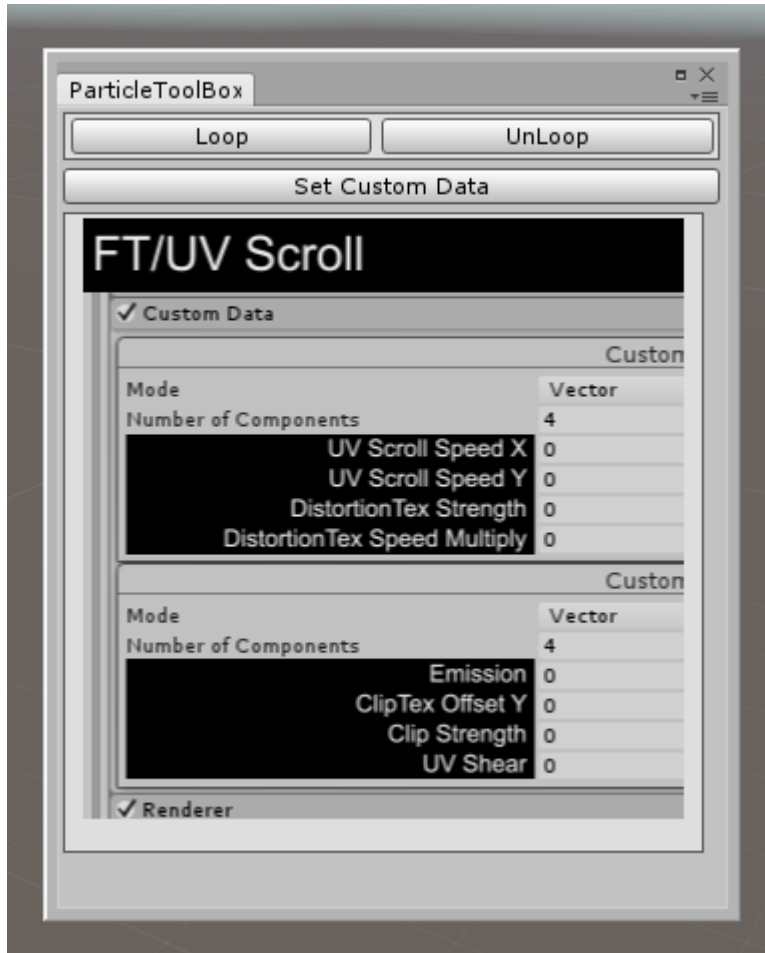 ParticleToolBox
Loop UnLoop
Set Custom Data
FT/UV Scroll
Custom Data
Custom
Mode Vector
Number of Components 4
UV Scroll Speed X 0
UV Scroll Speed Y 0
DistortionTex Strength 0
DistortionTex Speed Multiply 0
Custom
Mode Vector
Number of Components 4
Emission 0
ClipTex Offset Y 0
Clip Strength 0
UV Shear 0
Renderer